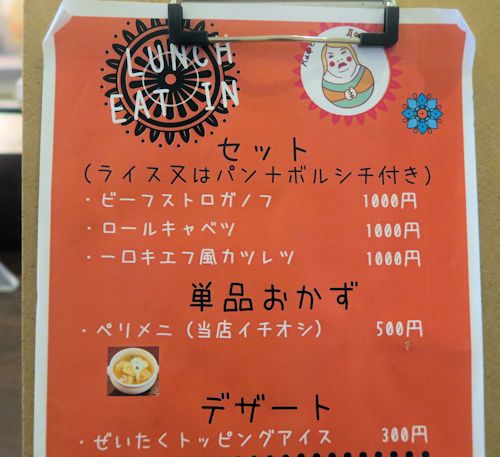 LUNCH
EAT IN
セット
(ライス又はパン+ボルシチ付き)
・ビーフストロガノフ 1000円
・ロールキャベツ 1000円
・一口キエフ風カツレツ 1000円
単品おかず
・ペリメニ(当店イチオシ) 500円
デザート
・ぜいたくトッピングアイス 300円